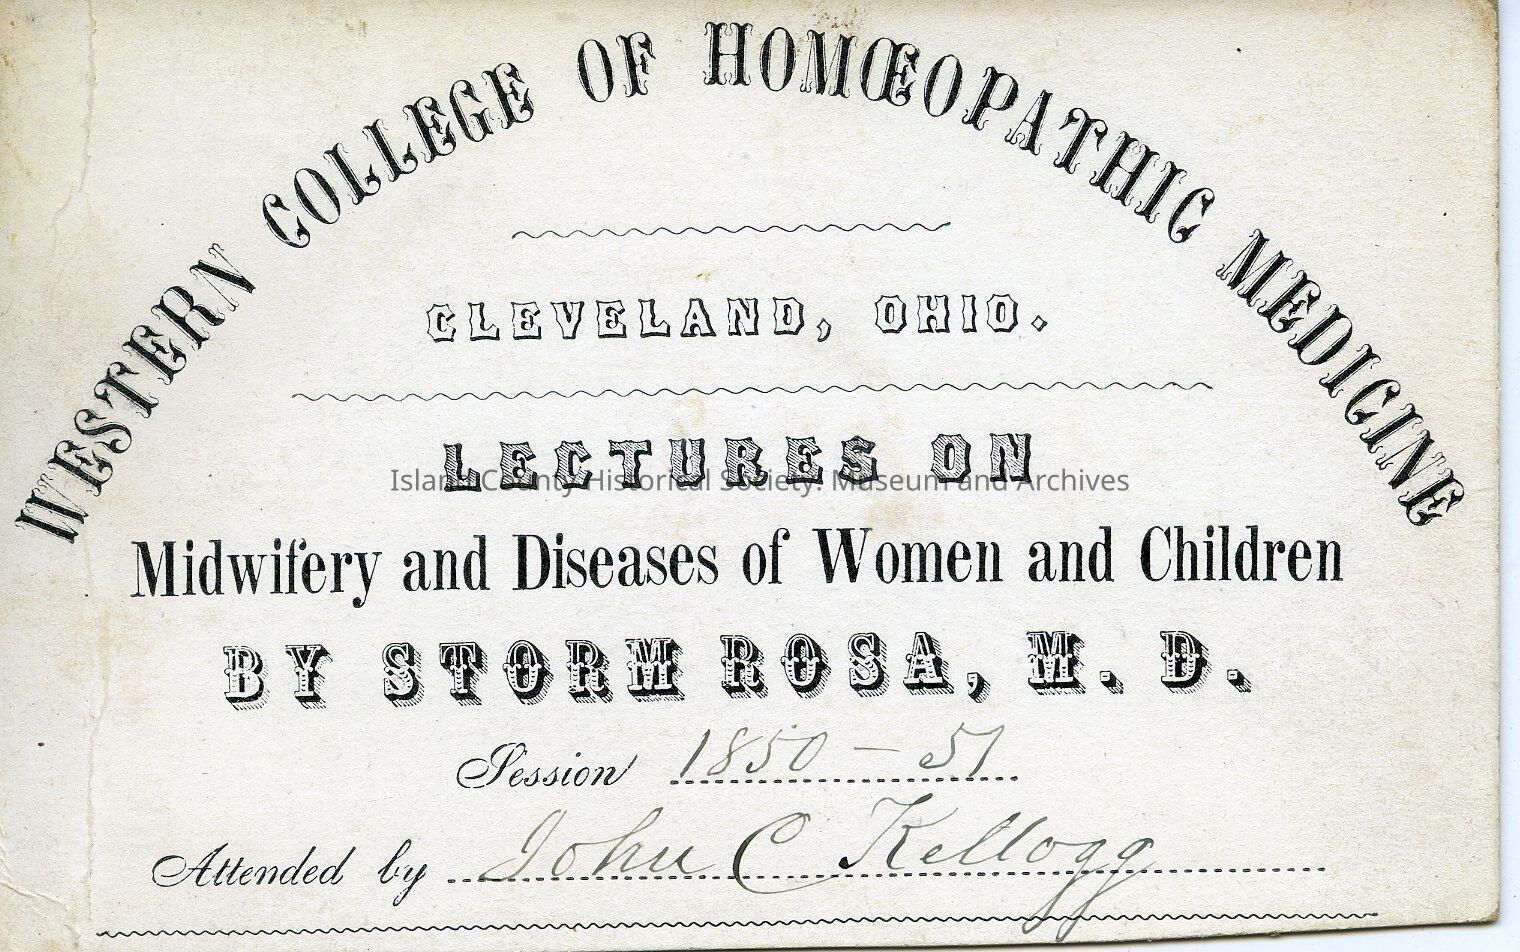 WESTERN COLLEGE OF HOMŒOPATHIC MEDICINE
CLEVELAND, OHIO.
LECTURES ON
Island County Historical Society: Museum and Archives
Midwifery and Diseases of Women and Children
BY STORM ROSA, M. D.
Session 1850 – 51
Attended by John C Kellogg